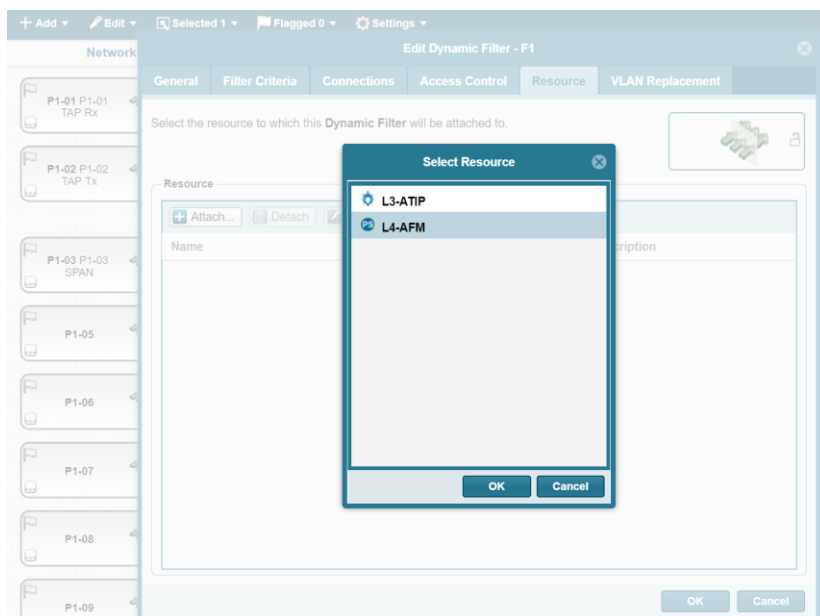 Add Edit Selected 1 Flagged 0 Settings
Network
Edit Dynamic Filter - F1
General Filter Criteria Connections Access Control Resource VLAN Replacement
Select the resource to which this Dynamic Filter will be attached to.
P1-01 P1-01
TAP Rx
P1-02 P1-02
TAP Tx
P1-03 P1-03
SPAN
P1-05
P1-06
P1-07
P1-08
P1-09
Resource
Attach... Detach
Name
Select Resource
L3-ATIP
PS L4-AFM
OK Cancel
OK Cancel